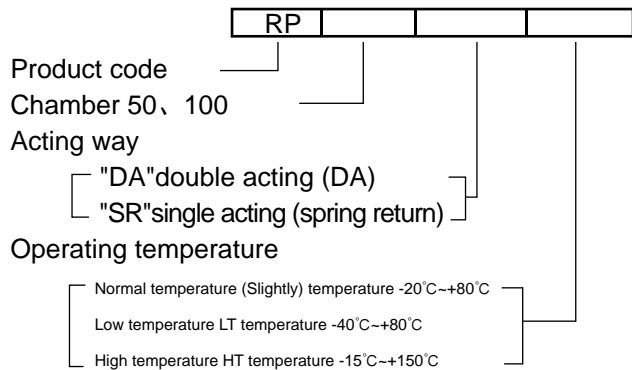 RP
Product code
Chamber 50、100
Acting way
"DA"double acting (DA)
"SR"single acting (spring return)
Operating temperature
Normal temperature (Slightly) temperature -20°C~+80°C
Low temperature LT temperature -40°C~+80°C
High temperature HT temperature -15°C~+150°C